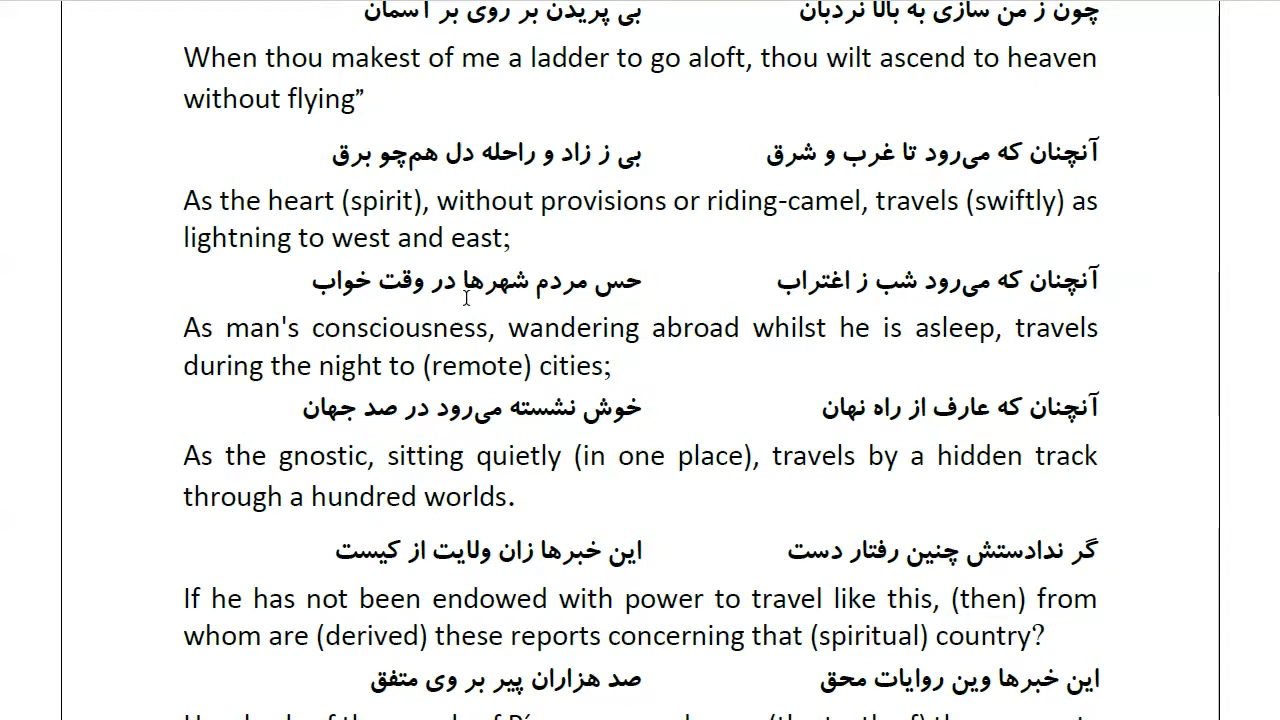 چون ز من سازی به بالا نردبان بی پریدن بر روی بر آسمان
When thou makest of me a ladder to go aloft, thou wilt ascend to heaven
without flying”
آنچنان که می‌رود تا غرب و شرق بی ز زاد و راحله دل هم‌چو برق
As the heart (spirit), without provisions or riding-camel, travels (swiftly) as
lightning to west and east;
آنچنان که می‌رود شب ز اغتراب حس مردم شهرها در وقت خواب
As man's consciousness, wandering abroad whilst he is asleep, travels
during the night to (remote) cities;
آنچنان که عارف از راه نهان خوش نشسته می‌رود در صد جهان
As the gnostic, sitting quietly (in one place), travels by a hidden track
through a hundred worlds.
گر ندادستش چنین رفتار دست این خبرها زان ولایت از کیست
If he has not been endowed with power to travel like this, (then) from
whom are (derived) these reports concerning that (spiritual) country?
این خبرها وین روایات محق صد هزاران پیر بر وی متفق